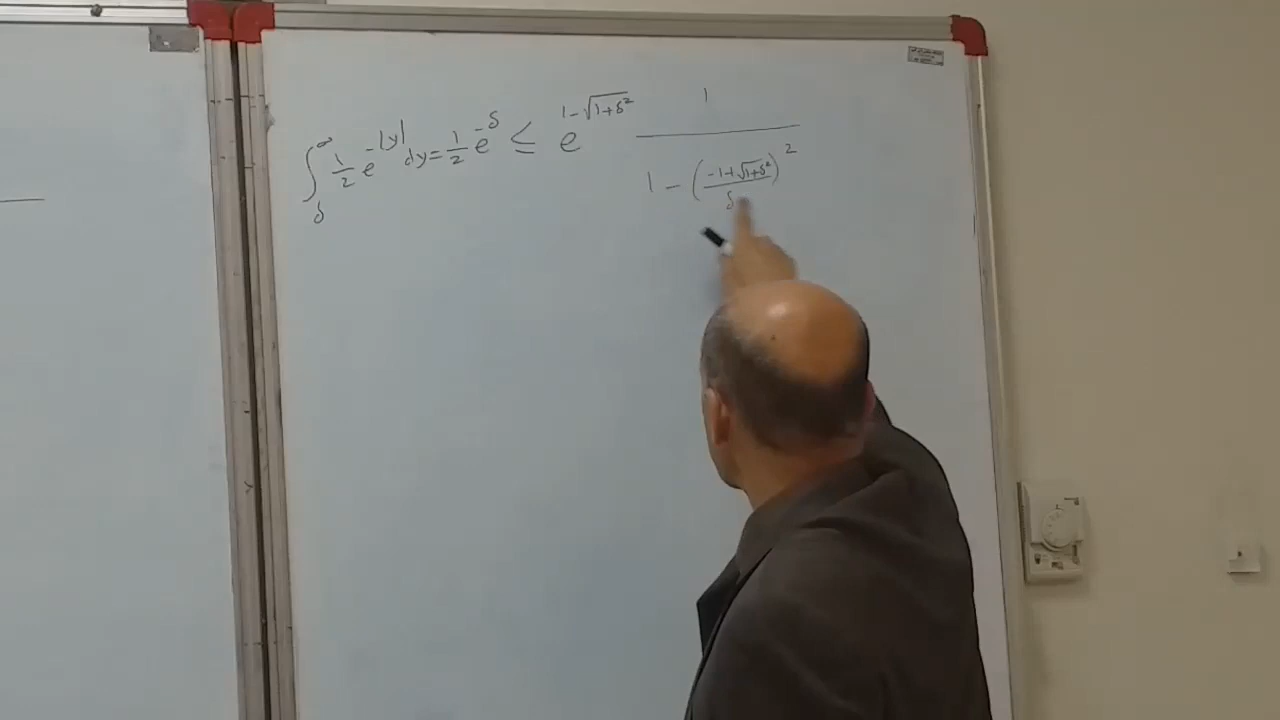 ∫_δ^∞ 1/2 e^{-|y|} dy = 1/2 e^{-δ} ≤ e^{1-√(1+δ²)} 1/(1-((-1+√(1+δ²))/δ)²)